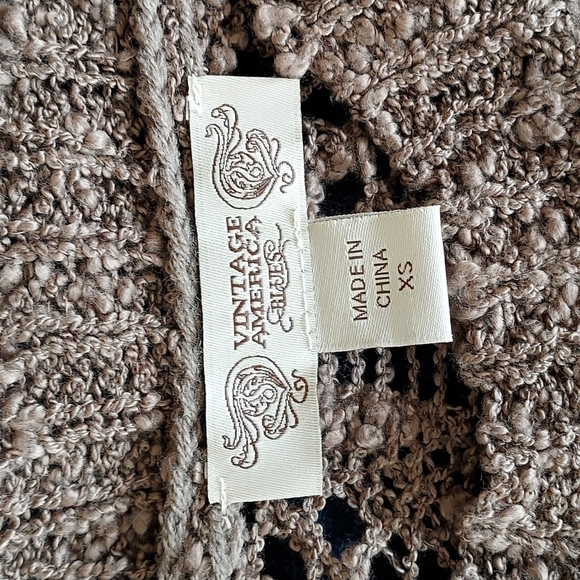 VINTAGE
AMERICA
BLUES
MADE IN
CHINA
XS